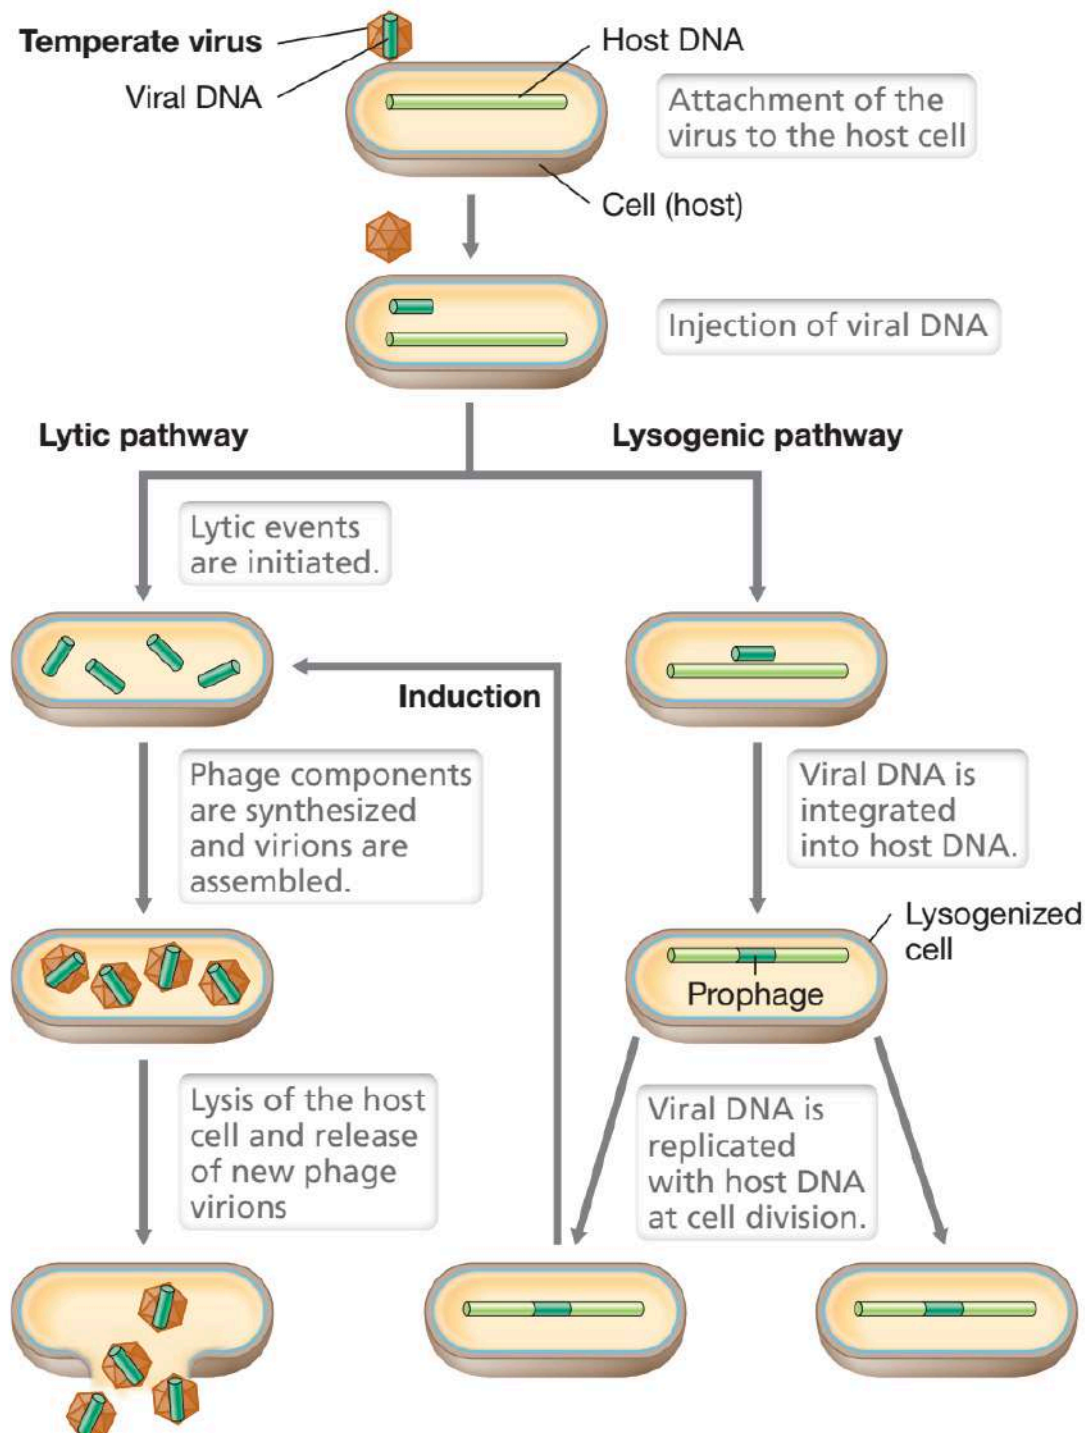 Temperate virus
Viral DNA
Host DNA
Attachment of the
virus to the host cell
Cell (host)
Injection of viral DNA
Lytic pathway
Lysogenic pathway
Lytic events
are initiated.
Induction
Phage components
are synthesized
and virions are
assembled.
Viral DNA is
integrated
into host DNA.
Lysogenized
cell
Prophage
Lysis of the host
cell and release
of new phage
virions
Viral DNA is
replicated
with host DNA
at cell division.